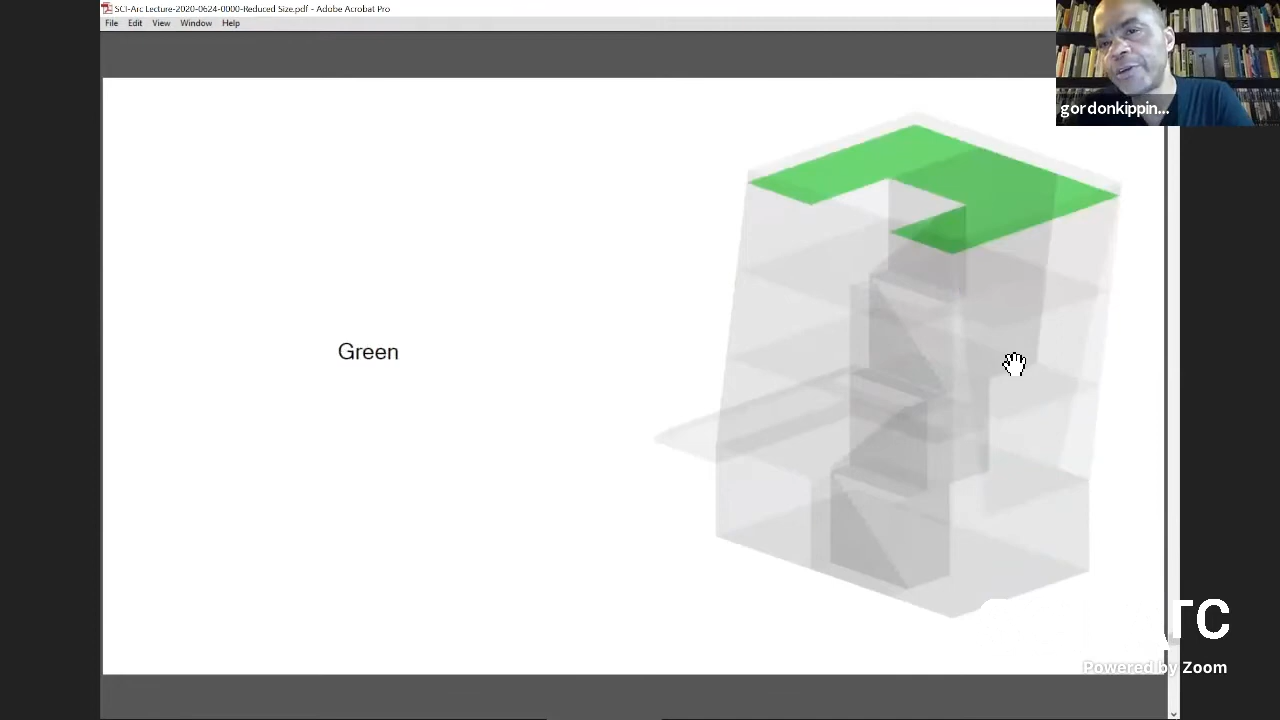 SCI-Arc Lecture-2020-0624-0000-Reduced Size.pdf - Adobe Acrobat Pro
File Edit View Window Help
gordonkippin...
Green
TC
Powered by Zoom